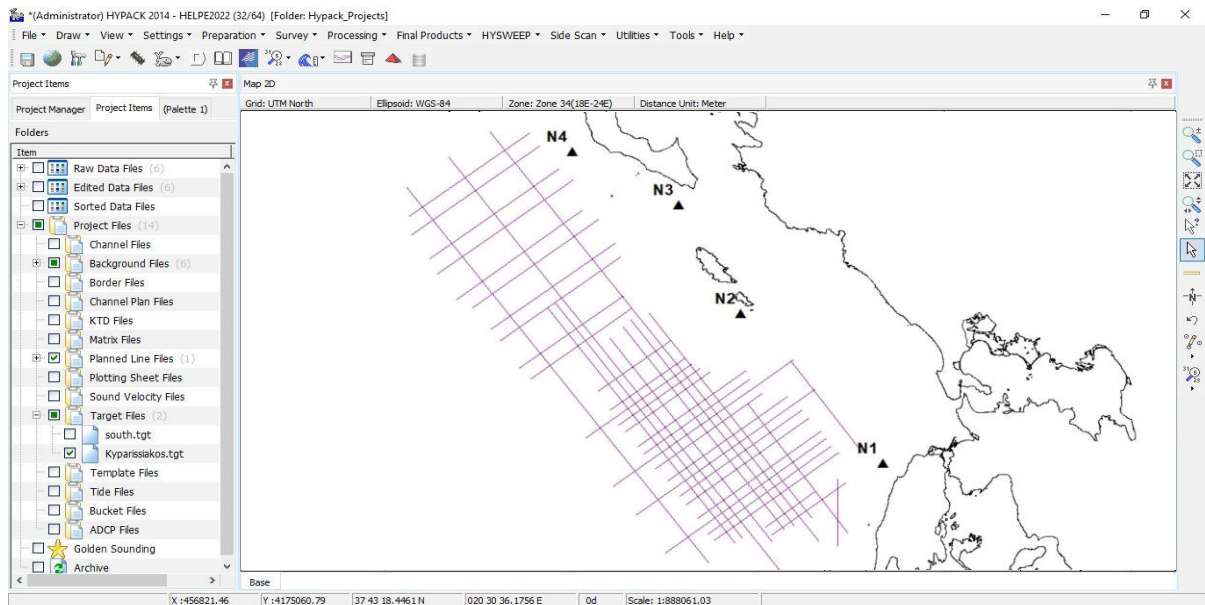 *(Administrator) HYPACK 2014 - HELPE2022 (32/64) [Folder: Hypack_Projects]
File Draw View Settings Preparation Survey Processing Final Products HYSWEEP Side Scan Utilities Tools Help
Project Items
Map 2D
Project Manager Project Items (Palette 1)
Grid: UTM North Ellipsoid: WGS-84 Zone: Zone 34(18E-24E) Distance Unit: Meter
Folders
Item
Raw Data Files (6)
Edited Data Files (6)
Sorted Data Files
Project Files (14)
Channel Files
Background Files (6)
Border Files
Channel Plan Files
KTD Files
Matrix Files
Planned Line Files (1)
Plotting Sheet Files
Sound Velocity Files
Target Files (2)
south.tgt
Kyparissiakos.tgt
Template Files
Tide Files
Bucket Files
ADCP Files
Golden Sounding
Archive
N4
N3
N2
N1
N
Base
X :456821.46 Y :4175060.79 37 43 18.4461 N 020 30 36.1756 E 0d Scale: 1:888061.03